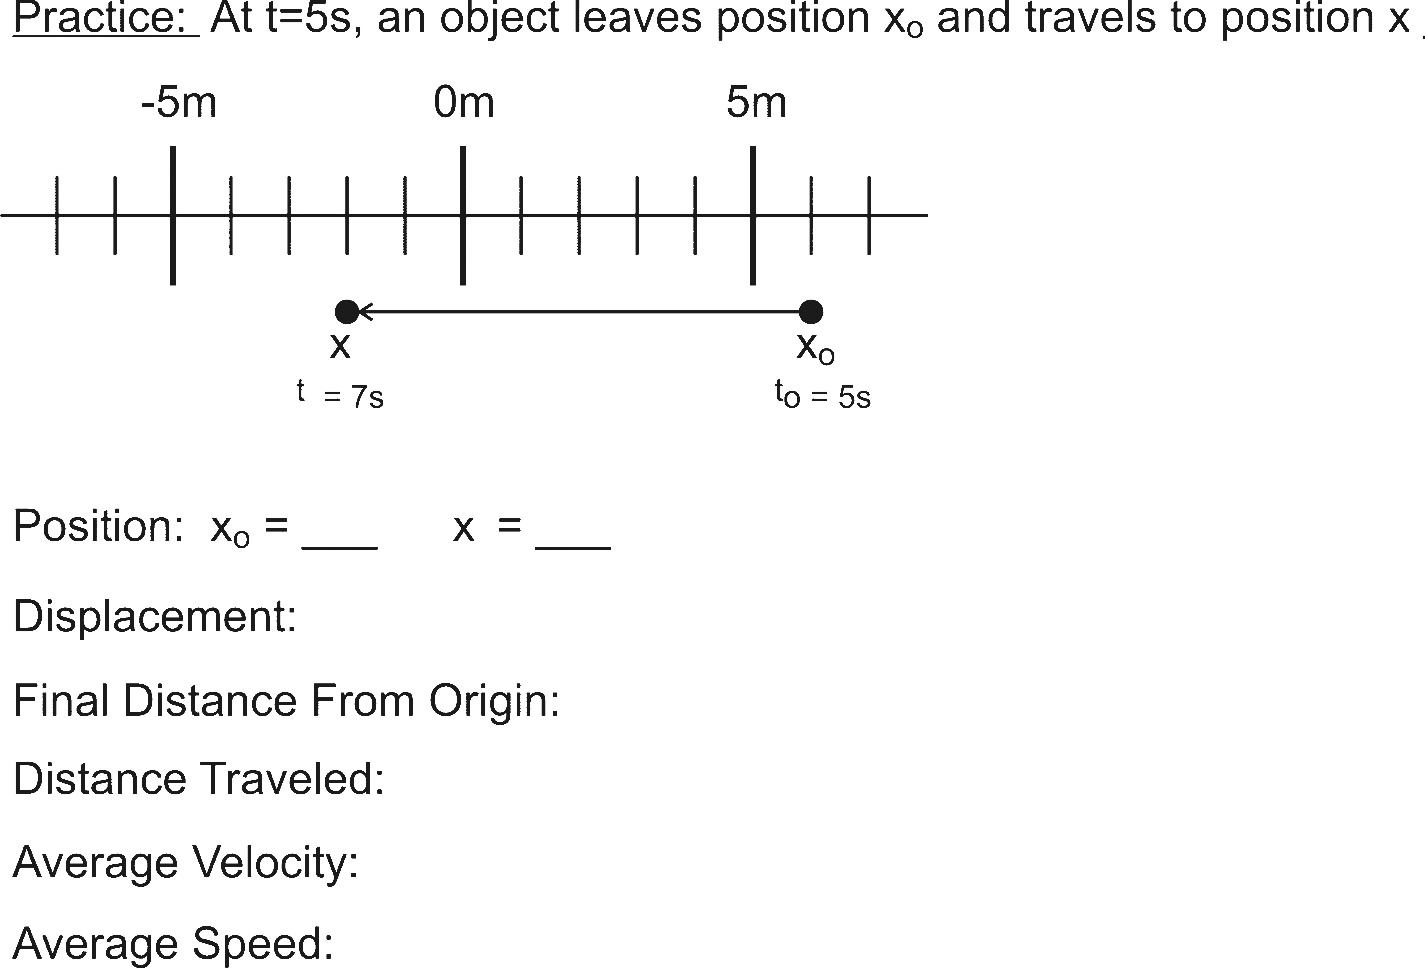 Practice: At t=5s, an object leaves position xₒ and travels to position x .
-5m 0m 5m
x xₒ
t = 7s tₒ = 5s
Position: xₒ = ___ x = ___
Displacement:
Final Distance From Origin:
Distance Traveled:
Average Velocity:
Average Speed: